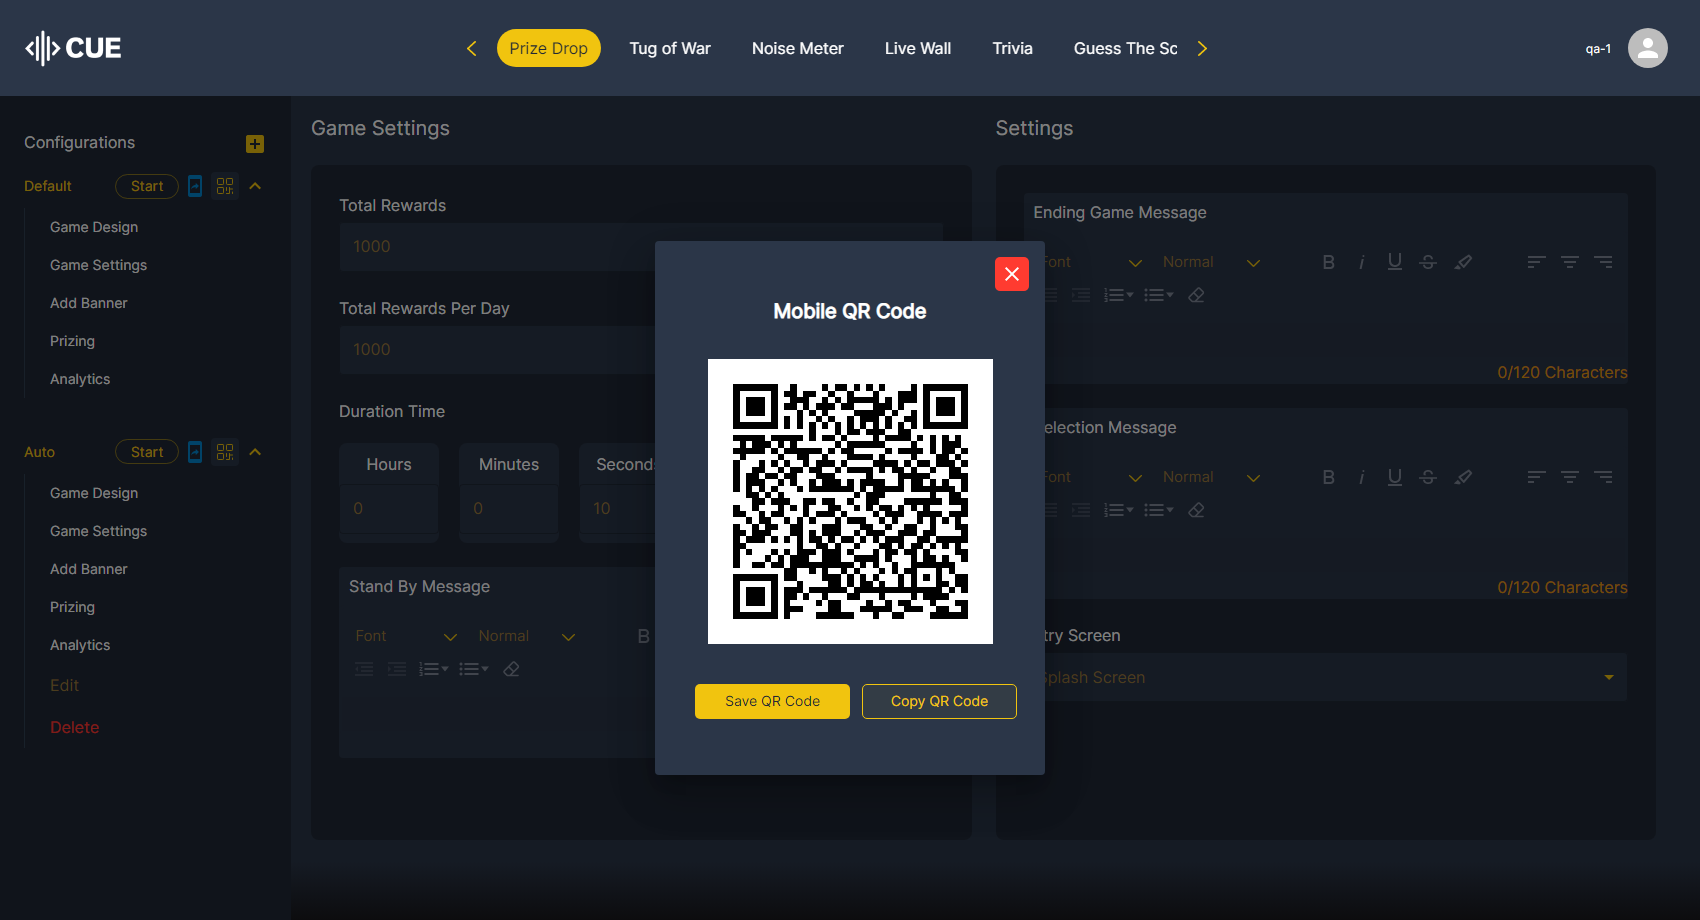 CUE
Prize Drop
Tug of War
Noise Meter
Live Wall
Trivia
Guess The Sc
qa-1
Configurations
Default
Start
Game Design
Game Settings
Add Banner
Prizing
Analytics
Auto
Start
Game Design
Game Settings
Add Banner
Prizing
Analytics
Edit
Delete
Game Settings
Total Rewards
1000
Total Rewards Per Day
1000
Duration Time
Hours
Minutes
Seconds
0
0
10
Stand By Message
Font
Normal
B
Mobile QR Code
Save QR Code
Copy QR Code
Settings
Ending Game Message
ont
Normal
B
i
U
S
0/120 Characters
election Message
ont
Normal
B
i
U
S
0/120 Characters
try Screen
plash Screen